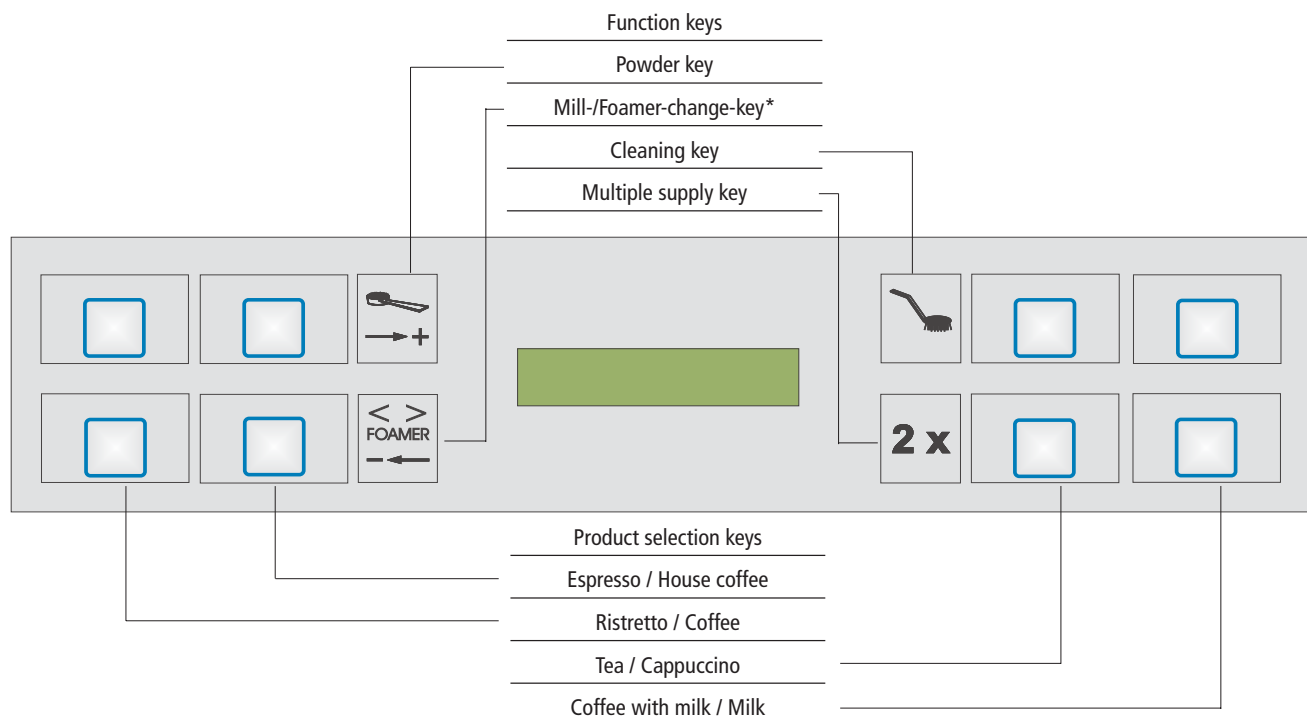 Function keys
Powder key
Mill-/Foamer-change-key*
Cleaning key
Multiple supply key
+
< >
FOAMER
-
2 x
Product selection keys
Espresso / House coffee
Ristretto / Coffee
Tea / Cappuccino
Coffee with milk / Milk